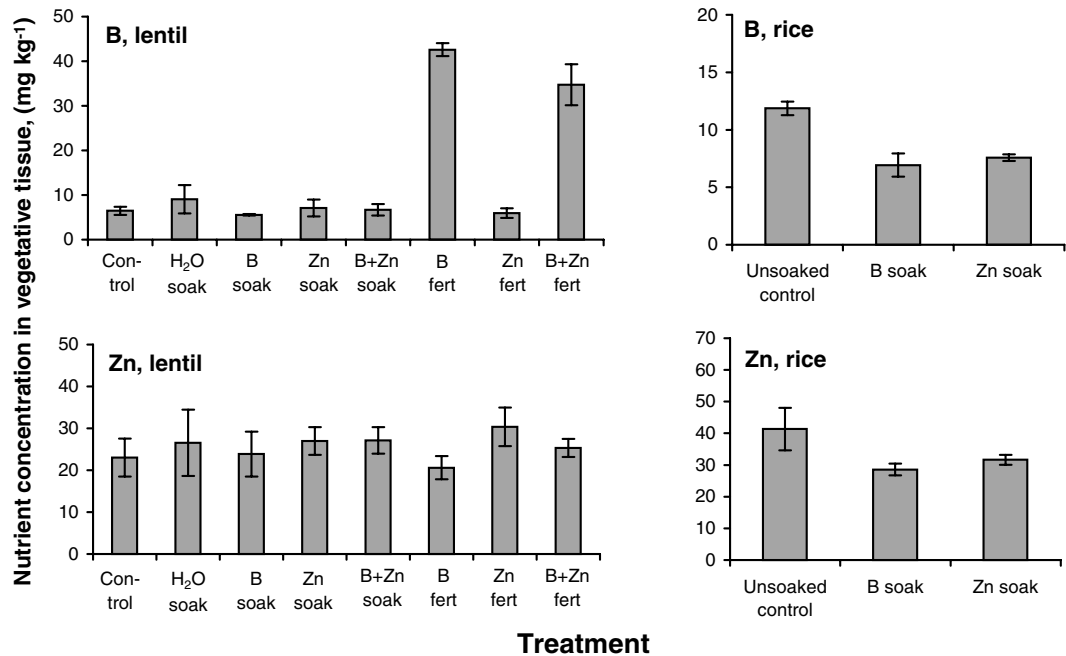 Nutrient concentration in vegetative tissue, (mg kg⁻¹)
B, lentil
50
40
30
20
10
0
Con-
trol
H₂O
soak
B
soak
Zn
soak
B+Zn
soak
B
fert
Zn
fert
B+Zn
fert
B, rice
20
15
10
5
0
Unsoaked
control
B soak
Zn soak
Zn, lentil
50
40
30
20
10
0
Con-
trol
H₂O
soak
B
soak
Zn
soak
B+Zn
soak
B
fert
Zn
fert
B+Zn
fert
Zn, rice
70
60
50
40
30
20
10
0
Unsoaked
control
B soak
Zn soak
Treatment